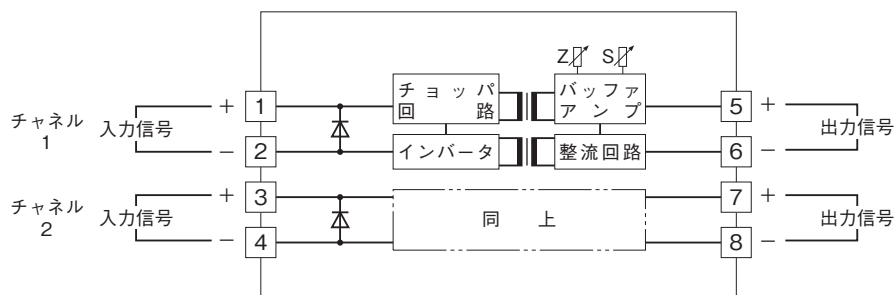 Z S
チョッパ
回路
バッファ
アンプ
チャネル
1
入力信号
+ 1
− 2
インバータ
整流回路
5 +
6 −
出力信号
チャネル
2
入力信号
+ 3
− 4
同上
7 +
8 −
出力信号